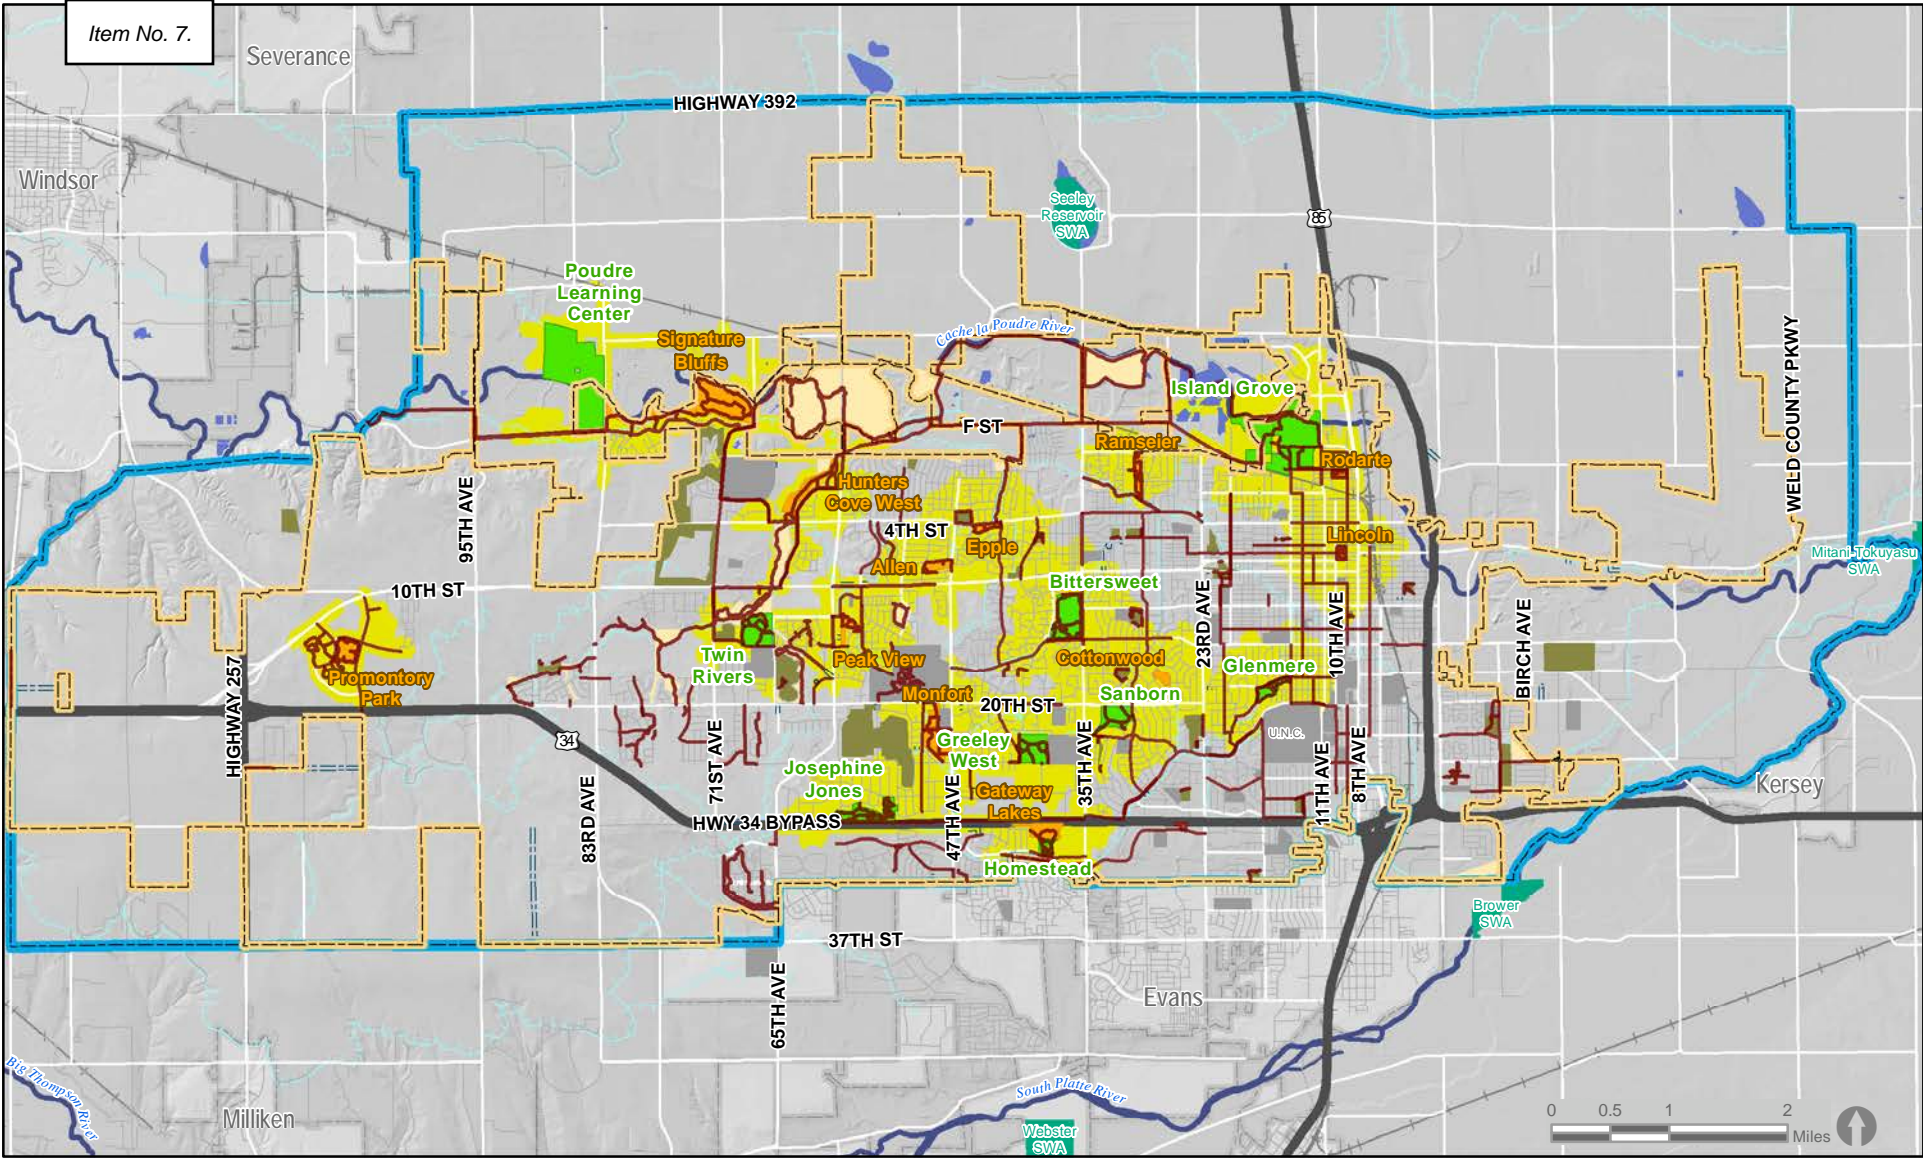 Item No. 7.
Severance
HIGHWAY 392
Windsor
Seeley
Reservoir
SWA
85
Poudre
Learning
Center
Signature
Bluffs
Cache la Poudre River
Island Grove
WELD COUNTY PKWY
F ST
Ramseier
Rodarte
95TH AVE
Hunters
Cove West
4TH ST
Epple
Lincoln
Allen
Mitani-Tokuyasu
SWA
10TH ST
Bittersweet
23RD AVE
10TH AVE
BIRCH AVE
Twin
Rivers
Peak View
Cottonwood
Glenmere
Promontory
Park
HIGHWAY 257
Monfort
Sanborn
20TH ST
34
71ST AVE
Greeley
West
35TH AVE
U.N.C.
11TH AVE
8TH AVE
Josephine
Jones
Gateway
Lakes
Kersey
83RD AVE
HWY 34 BYPASS
47TH AVE
Homestead
Brower
SWA
37TH ST
65TH AVE
Evans
Big Thompson River
South Platte River
Milliken
Webster
SWA
0 0.5 1 2
Miles